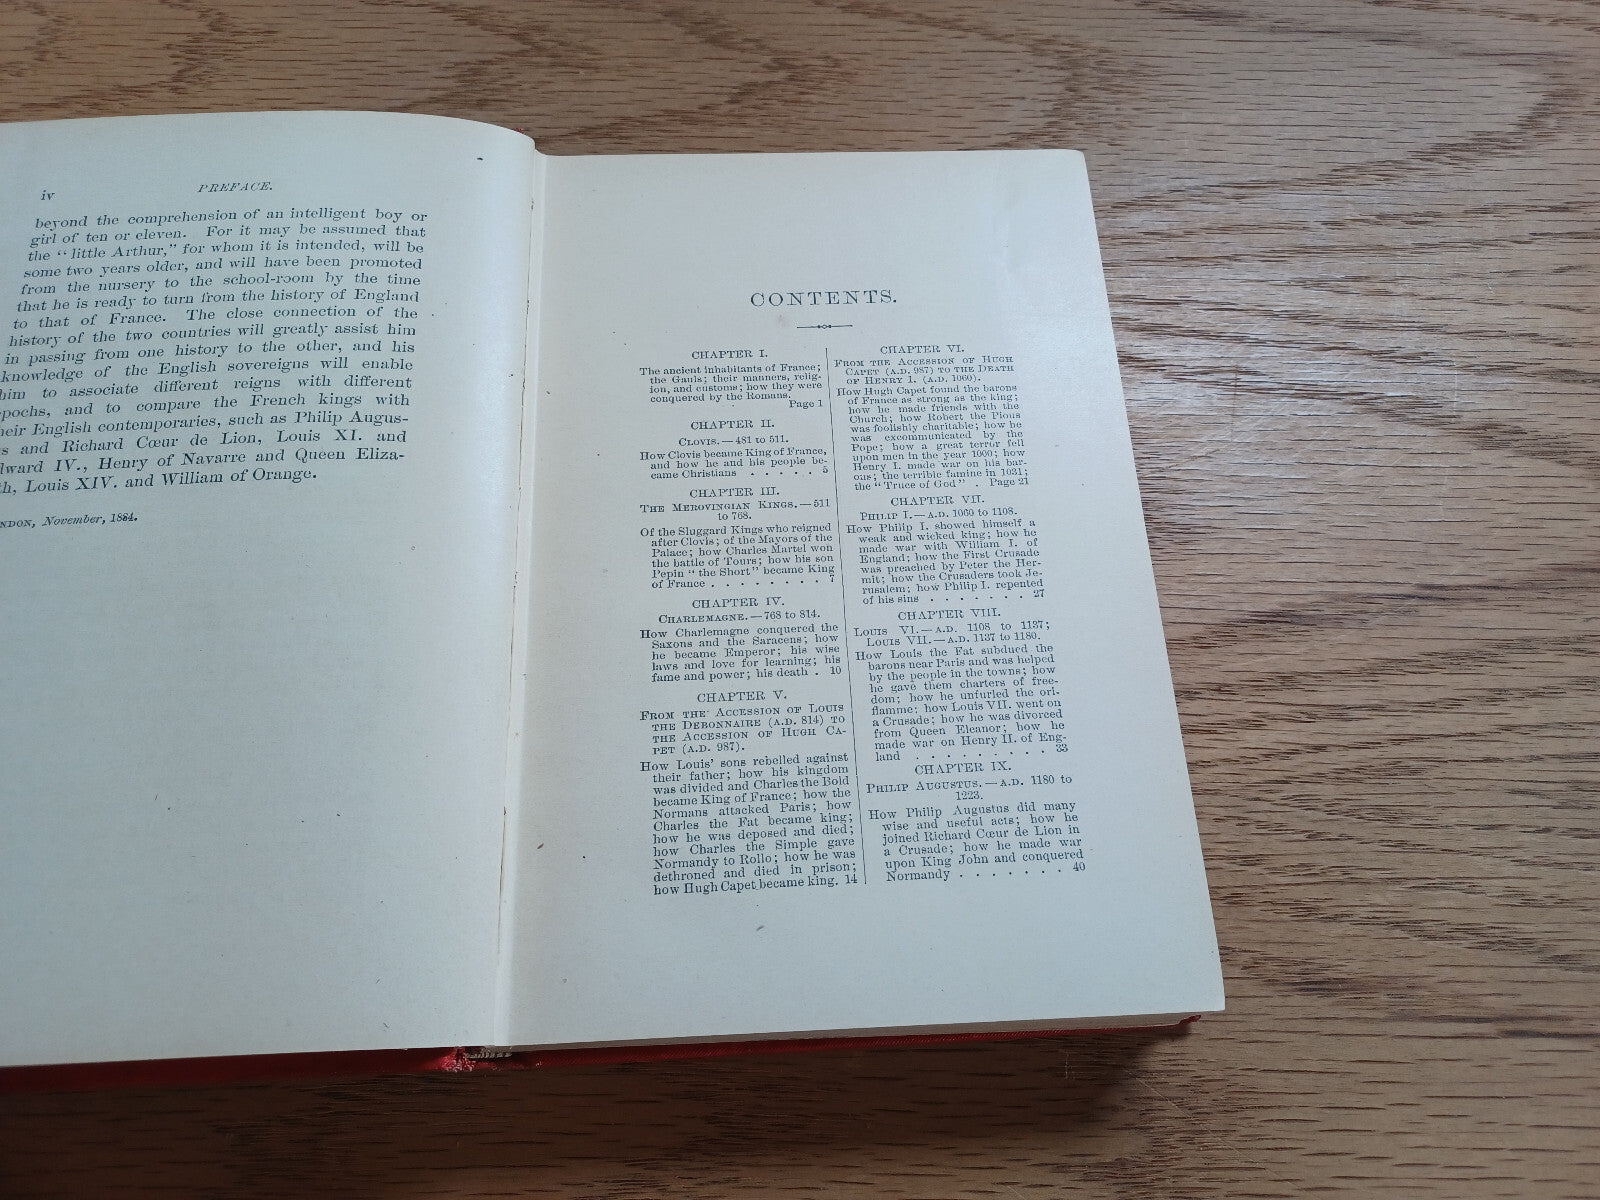 iv
PREFACE.
beyond the comprehension of an intelligent boy or
girl of ten or eleven. For it may be assumed that
the “little Arthur,” for whom it is intended, will be
some two years older, and will have been promoted
from the nursery to the school-room by the time
that he is ready to turn from the history of England
to that of France. The close connection of the
history of the two countries will greatly assist him
in passing from one history to the other, and his
knowledge of the English sovereigns will enable
him to associate different reigns with different
epochs, and to compare the French kings with
heir English contemporaries, such as Philip Augus-
s and Richard Cœur de Lion, Louis XI. and
dward IV., Henry of Navarre and Queen Eliza-
th, Louis XIV. and William of Orange.
NDON, November, 1884.
CONTENTS.
CHAPTER I.
The ancient inhabitants of France;
the Gauls; their manners, relig-
ion, and customs; how they were
conquered by the Romans.
Page 1
CHAPTER II.
CLOVIS.—481 to 511.
How Clovis became King of France,
and how he and his people be-
came Christians . . . . . 5
CHAPTER III.
THE MEROVINGIAN KINGS.—511
to 768.
Of the Sluggard Kings who reigned
after Clovis; of the Mayors of the
Palace; how Charles Martel won
the battle of Tours; how his son
Pepin “the Short” became King
of France . . . . . . . . 7
CHAPTER IV.
CHARLEMAGNE.—768 to 814.
How Charlemagne conquered the
Saxons and the Saracens; how
he became Emperor; his wise
laws and love for learning; his
fame and power; his death . 10
CHAPTER V.
FROM THE ACCESSION OF LOUIS
THE DEBONNAIRE (A.D. 814) TO
THE ACCESSION OF HUGH CA-
PET (A.D. 987).
How Louis' sons rebelled against
their father; how his kingdom
was divided and Charles the Bold
became King of France; how the
Normans attacked Paris; how
Charles the Fat became king;
how he was deposed and died;
how Charles the Simple gave
Normandy to Rollo; how he was
dethroned and died in prison;
how Hugh Capet became king. 14
CHAPTER VI.
FROM THE ACCESSION OF HUGH
CAPET (A.D. 987) TO THE DEATH
OF HENRY I. (A.D. 1060).
How Hugh Capet found the barons
of France as strong as the king;
how he made friends with the
Church; how Robert the Pious
was foolishly charitable; how he
was excommunicated by the
Pope; how a great terror fell
upon men in the year 1000; how
Henry I. made war on his bar-
ons; the terrible famine in 1031;
the “Truce of God” . Page 21
CHAPTER VII.
PHILIP I.—A.D. 1060 to 1108.
How Philip I. showed himself a
weak and wicked king; how he
made war with William I. of
England; how the First Crusade
was preached by Peter the Her-
mit; how the Crusaders took Je-
rusalem; how Philip I. repented
of his sins . . . . . . . 27
CHAPTER VIII.
LOUIS VI.—A.D. 1108 to 1137;
LOUIS VII.—A.D. 1137 to 1180.
How Louis the Fat subdued the
barons near Paris and was helped
by the people in the towns; how
he gave them charters of free-
dom; how he unfurled the ori-
flamme; how Louis VII. went on
a Crusade; how he was divorced
from Queen Eleanor; how he
made war on Henry II. of Eng-
land . . . . . . . . . 33
CHAPTER IX.
PHILIP AUGUSTUS.—A.D. 1180 to
1223.
How Philip Augustus did many
wise and useful acts; how he
joined Richard Cœur de Lion in
a Crusade; how he made war
upon King John and conquered
Normandy . . . . . . . 40